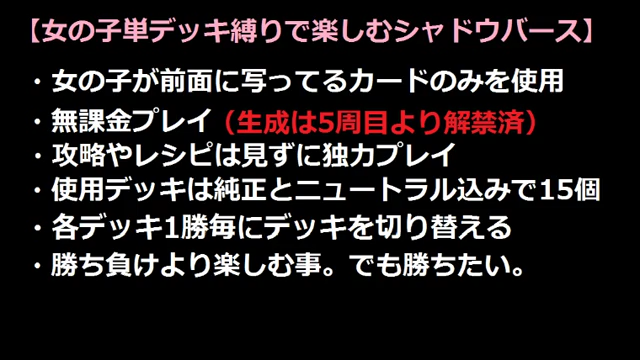 【女の子単デッキ縛りで楽しむシャドウバース】
・女の子が前面に写ってるカードのみを使用
・無課金プレイ（生成は5周目より解禁済）
・攻略やレシピは見ずに独力プレイ
・使用デッキは純正とニュートラル込みで15個
・各デッキ1勝毎にデッキを切り替える
・勝ち負けより楽しむ事。でも勝ちたい。